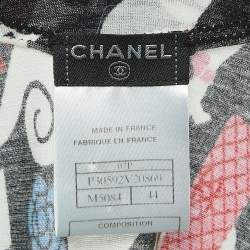 CHANEL
MADE IN FRANCE
FABRIQUE EN FRANCE
07P
P30592V20869
M5084 44
COMPOSITION